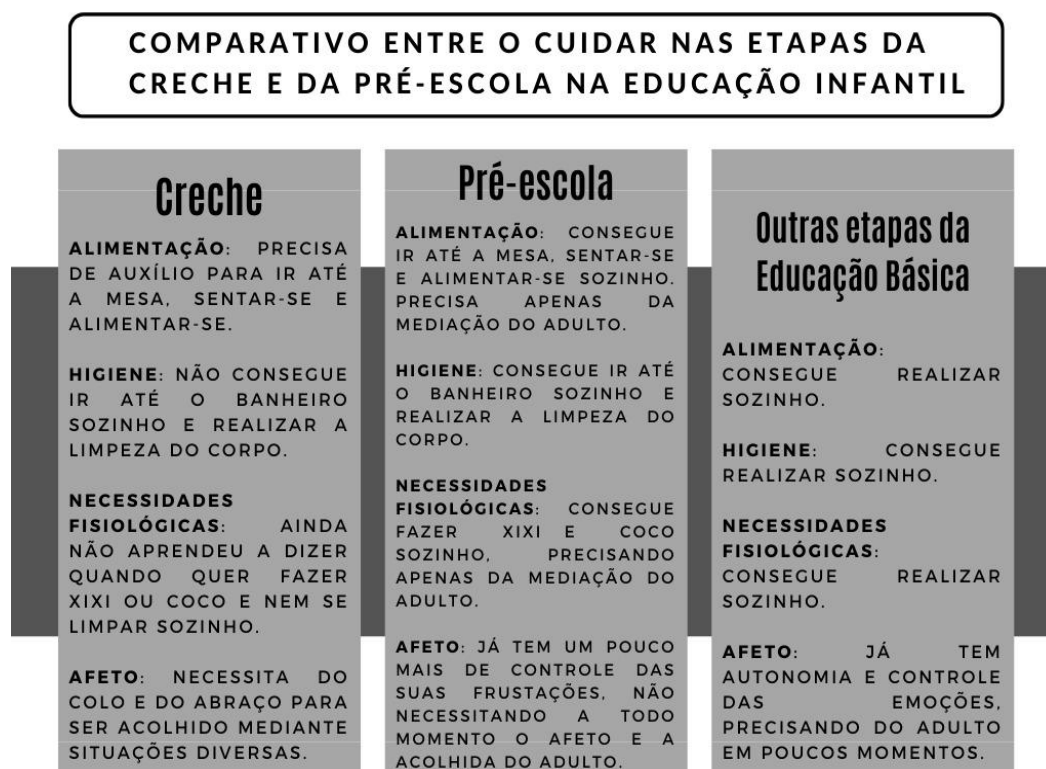 COMPARATIVO ENTRE O CUIDAR NAS ETAPAS DA
CRECHE E DA PRÉ-ESCOLA NA EDUCAÇÃO INFANTIL
Creche
ALIMENTAÇÃO: PRECISA
DE AUXÍLIO PARA IR ATÉ
A MESA, SENTAR-SE E
ALIMENTAR-SE.
HIGIENE: NÃO CONSEGUE
IR ATÉ O BANHEIRO
SOZINHO E REALIZAR A
LIMPEZA DO CORPO.
NECESSIDADES
FISIOLÓGICAS: AINDA
NÃO APRENDEU A DIZER
QUANDO QUER FAZER
XIXI OU COCO E NEM SE
LIMPAR SOZINHO.
AFETO: NECESSITA DO
COLO E DO ABRAÇO PARA
SER ACOLHIDO MEDIANTE
SITUAÇÕES DIVERSAS.
Pré-escola
ALIMENTAÇÃO: CONSEGUE
IR ATÉ A MESA, SENTAR-SE
E ALIMENTAR-SE SOZINHO.
PRECISA APENAS DA
MEDIAÇÃO DO ADULTO.
HIGIENE: CONSEGUE IR ATÉ
O BANHEIRO SOZINHO E
REALIZAR A LIMPEZA DO
CORPO.
NECESSIDADES
FISIOLÓGICAS: CONSEGUE
FAZER XIXI E COCO
SOZINHO, PRECISANDO
APENAS DA MEDIAÇÃO DO
ADULTO.
AFETO: JÁ TEM UM POUCO
MAIS DE CONTROLE DAS
SUAS FRUSTAÇÕES, NÃO
NECESSITANDO A TODO
MOMENTO O AFETO E A
ACOLHIDA DO ADULTO.
Outras etapas da
Educação Básica
ALIMENTAÇÃO:
CONSEGUE REALIZAR
SOZINHO.
HIGIENE: CONSEGUE
REALIZAR SOZINHO.
NECESSIDADES
FISIOLÓGICAS:
CONSEGUE REALIZAR
SOZINHO.
AFETO: JÁ TEM
AUTONOMIA E CONTROLE
DAS EMOÇÕES,
PRECISANDO DO ADULTO
EM POUCOS MOMENTOS.